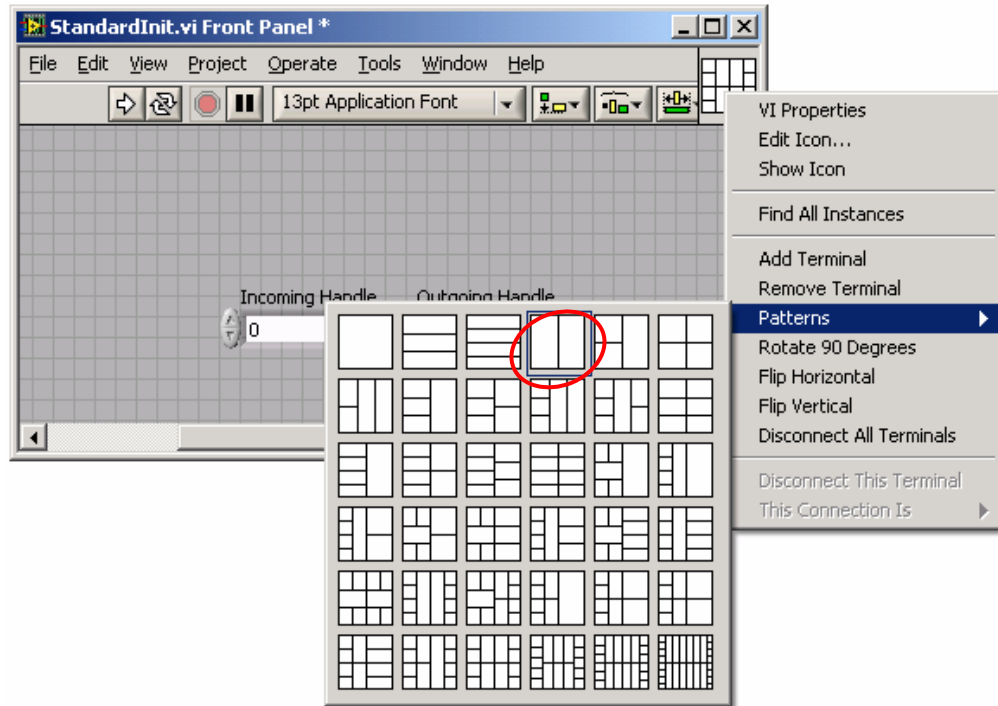 StandardInit.vi Front Panel *
File Edit View Project Operate Tools Window Help
13pt Application Font
Incoming Handle Outgoing Handle
0
VI Properties
Edit Icon...
Show Icon
Find All Instances
Add Terminal
Remove Terminal
Patterns
Rotate 90 Degrees
Flip Horizontal
Flip Vertical
Disconnect All Terminals
Disconnect This Terminal
This Connection Is